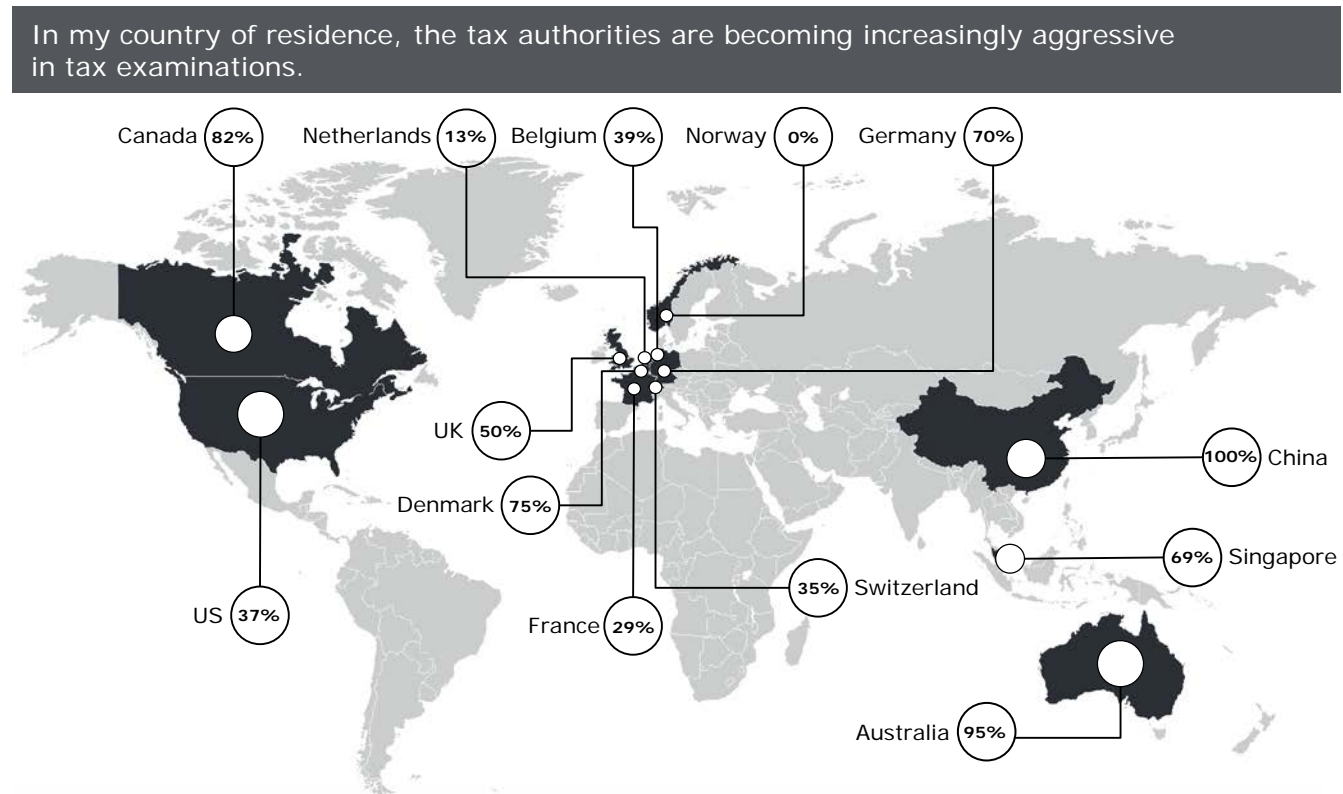 In my country of residence, the tax authorities are becoming increasingly aggressive
in tax examinations.
Canada 82%
Netherlands 13%
Belgium 39%
Norway 0%
Germany 70%
UK 50%
100% China
Denmark 75%
69% Singapore
35% Switzerland
US 37%
France 29%
Australia 95%